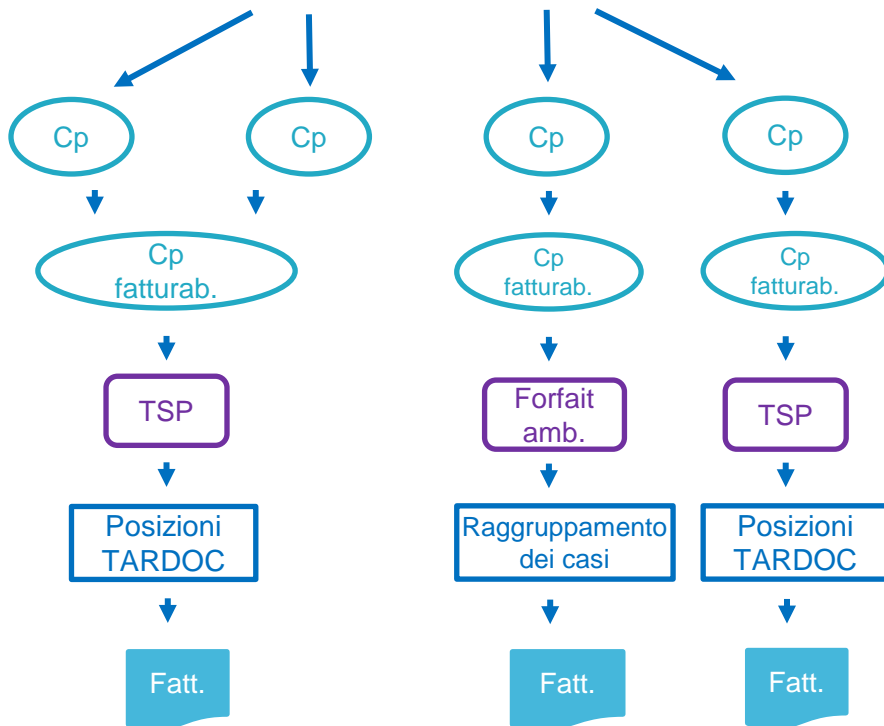 Cp
Cp
Cp
Cp
Cp
fatturab.
Cp
fatturab.
Cp
fatturab.
TSP
Forfait
amb.
TSP
Posizioni
TARDOC
Raggruppamento
dei casi
Posizioni
TARDOC
Fatt.
Fatt.
Fatt.